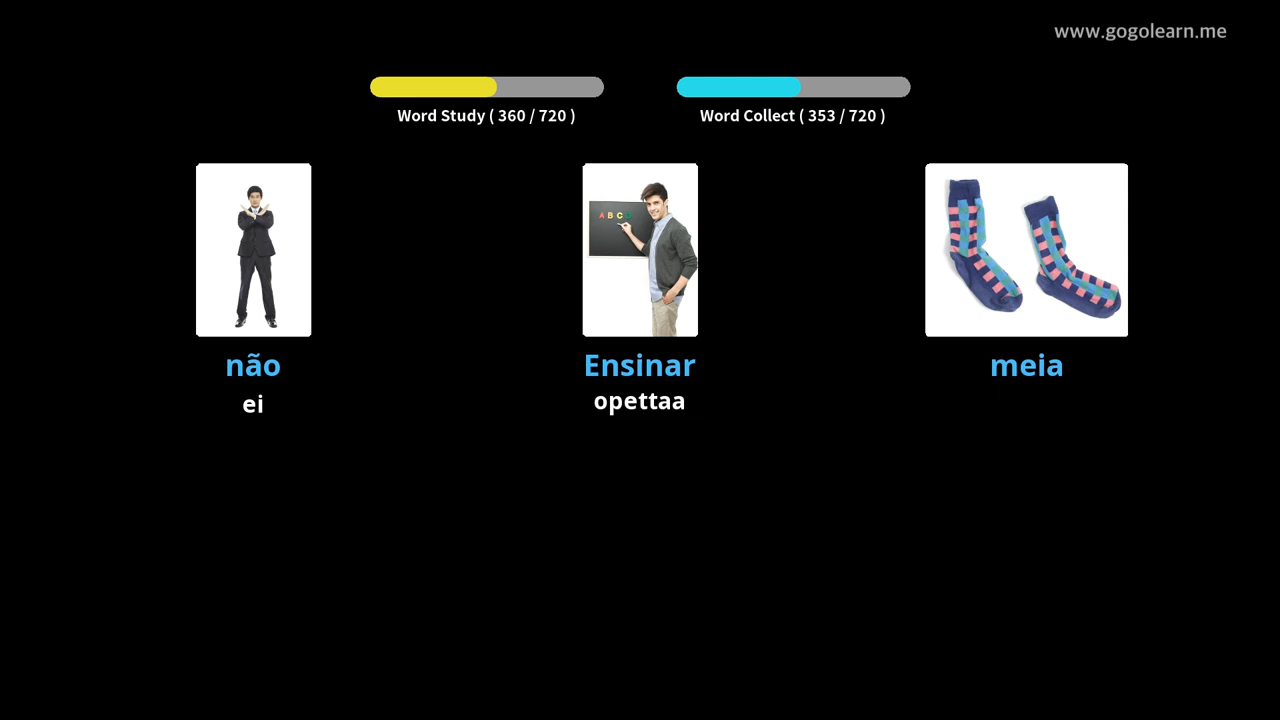 www.gogolearn.me
Word Study ( 360 / 720 )
Word Collect ( 353 / 720 )
A B C D
não
Ensinar
meia
ei
opettaa